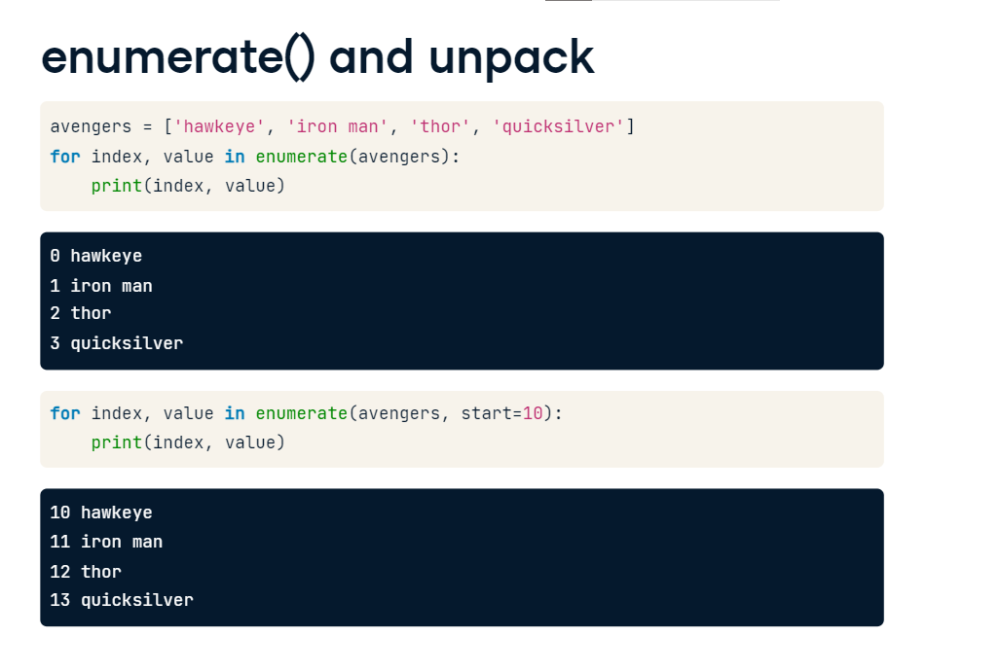 enumerate() and unpack
avengers = ['hawkeye', 'iron man', 'thor', 'quicksilver']
for index, value in enumerate(avengers):
    print(index, value)
0 hawkeye
1 iron man
2 thor
3 quicksilver
for index, value in enumerate(avengers, start=10):
    print(index, value)
10 hawkeye
11 iron man
12 thor
13 quicksilver